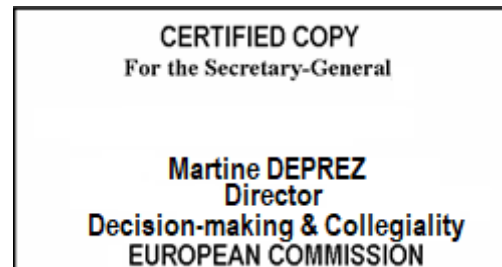 CERTIFIED COPY
For the Secretary-General
Martine DEPREZ
Director
Decision-making & Collegiality
EUROPEAN COMMISSION